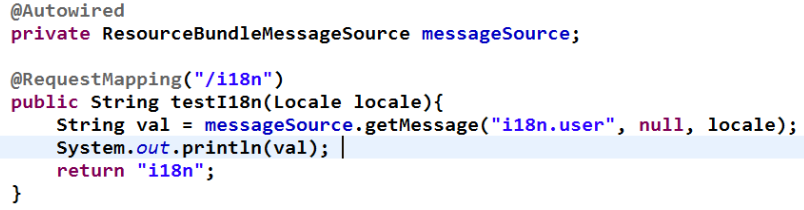 @Autowired
private ResourceBundleMessageSource messageSource;
@RequestMapping("/i18n")
public String testI18n(Locale locale){
    String val = messageSource.getMessage("i18n.user", null, locale);
    System.out.println(val);
    return "i18n";
}